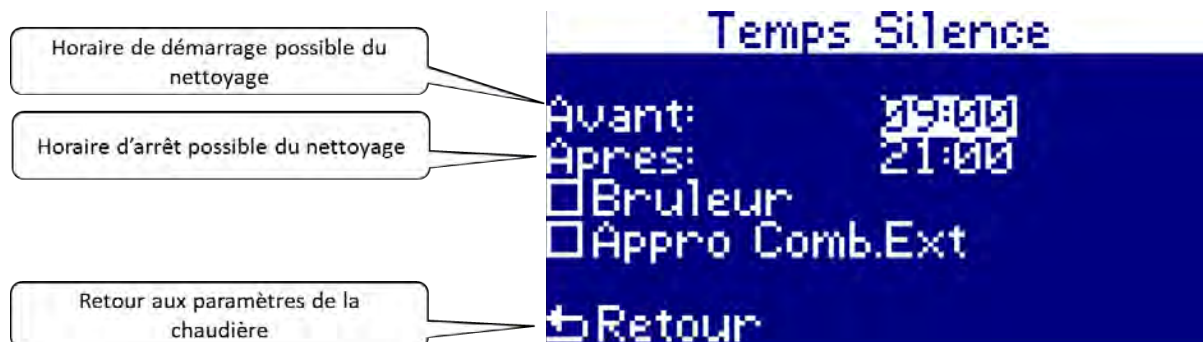 Temps Silence
Horaire de démarrage possible du
nettoyage
Avant: 09:00
Horaire d'arrêt possible du nettoyage
Apres: 21:00
Bruleur
Appro Comb.Ext
Retour aux paramètres de la
chaudière
Retour